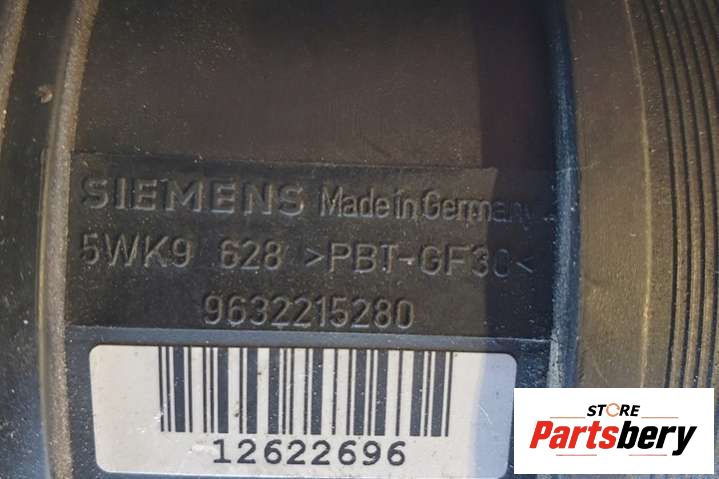 SIEMENS Made in Germany
5WK9 628 >PBT-GF30<
9632215280
12622696
STORE
Partsbery